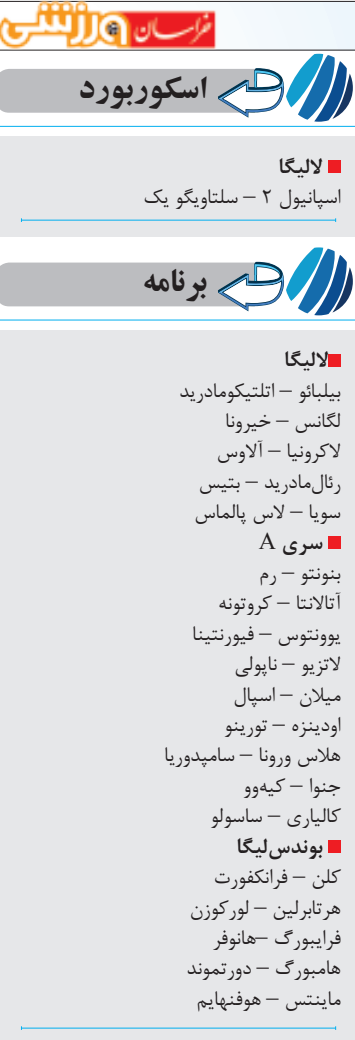 خراسان ورزشی
اسکوربورد
لالیگا
اسپانیول ۲ – سلتاویگو یک
برنامه
لالیگا
بیلبائو – اتلتیکومادرید
لگانس – خیرونا
لاکرونیا – آلاوس
رئال‌مادرید – بتیس
سویا – لاس پالماس
سری A
بنونتو – رم
آتالانتا – کروتونه
یوونتوس – فیورنتینا
لاتزیو – ناپولی
میلان – اسپال
اودینزه – تورینو
هلاس ورونا – سامپدوریا
جنوا – کیه‌وو
کالیاری – ساسولو
بوندس‌لیگا
کلن – فرانکفورت
هرتابرلین – لورکوزن
فرایبورگ –هانوفر
هامبورگ – دورتموند
ماینتس – هوفنهایم